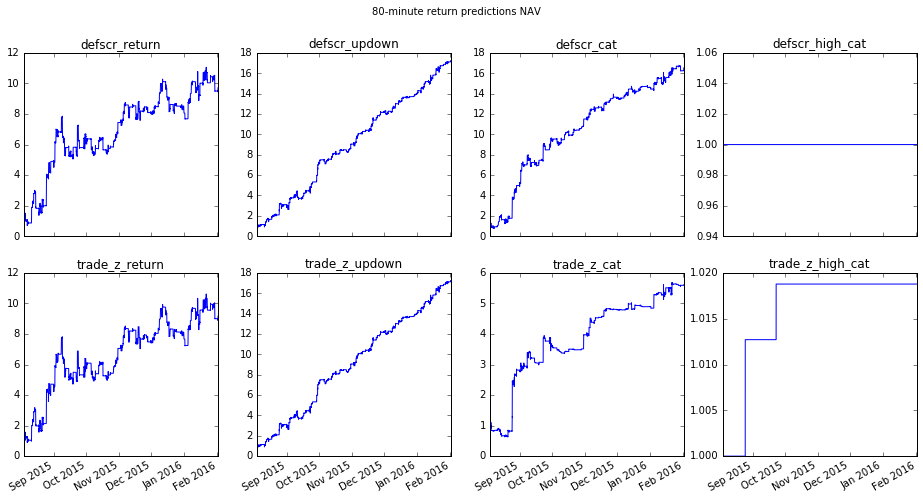 80-minute return predictions NAV
defscr_return
defscr_updown
defscr_cat
defscr_high_cat
12
10
8
6
4
2
0
18
16
14
12
10
8
6
4
2
0
18
16
14
12
10
8
6
4
2
0
1.06
1.04
1.02
1.00
0.98
0.96
0.94
trade_z_return
trade_z_updown
trade_z_cat
trade_z_high_cat
12
10
8
6
4
2
0
18
16
14
12
10
8
6
4
2
0
6
5
4
3
2
1
0
1.020
1.015
1.010
1.005
1.000
Sep 2015
Oct 2015
Nov 2015
Dec 2015
Jan 2016
Feb 2016
Sep 2015
Oct 2015
Nov 2015
Dec 2015
Jan 2016
Feb 2016
Sep 2015
Oct 2015
Nov 2015
Dec 2015
Jan 2016
Feb 2016
Sep 2015
Oct 2015
Nov 2015
Dec 2015
Jan 2016
Feb 2016